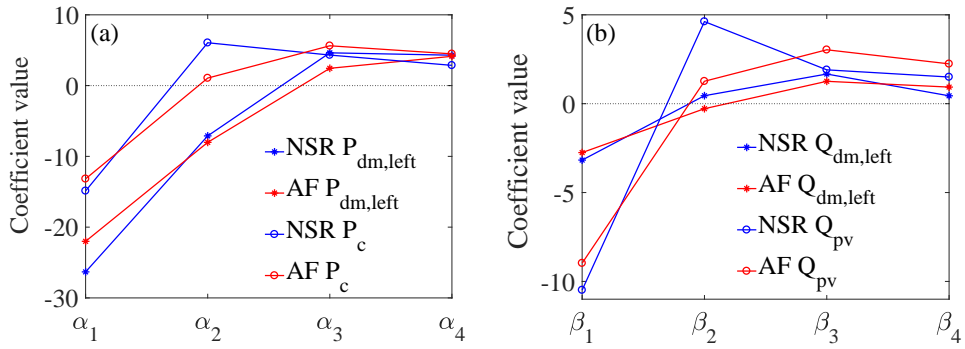 (a)
Coefficient value
10
0
-10
-20
-30
NSR P_dm,left
AF P_dm,left
NSR P_c
AF P_c
α_1 α_2 α_3 α_4
(b)
Coefficient value
5
0
-5
-10
NSR Q_dm,left
AF Q_dm,left
NSR Q_pv
AF Q_pv
β_1 β_2 β_3 β_4